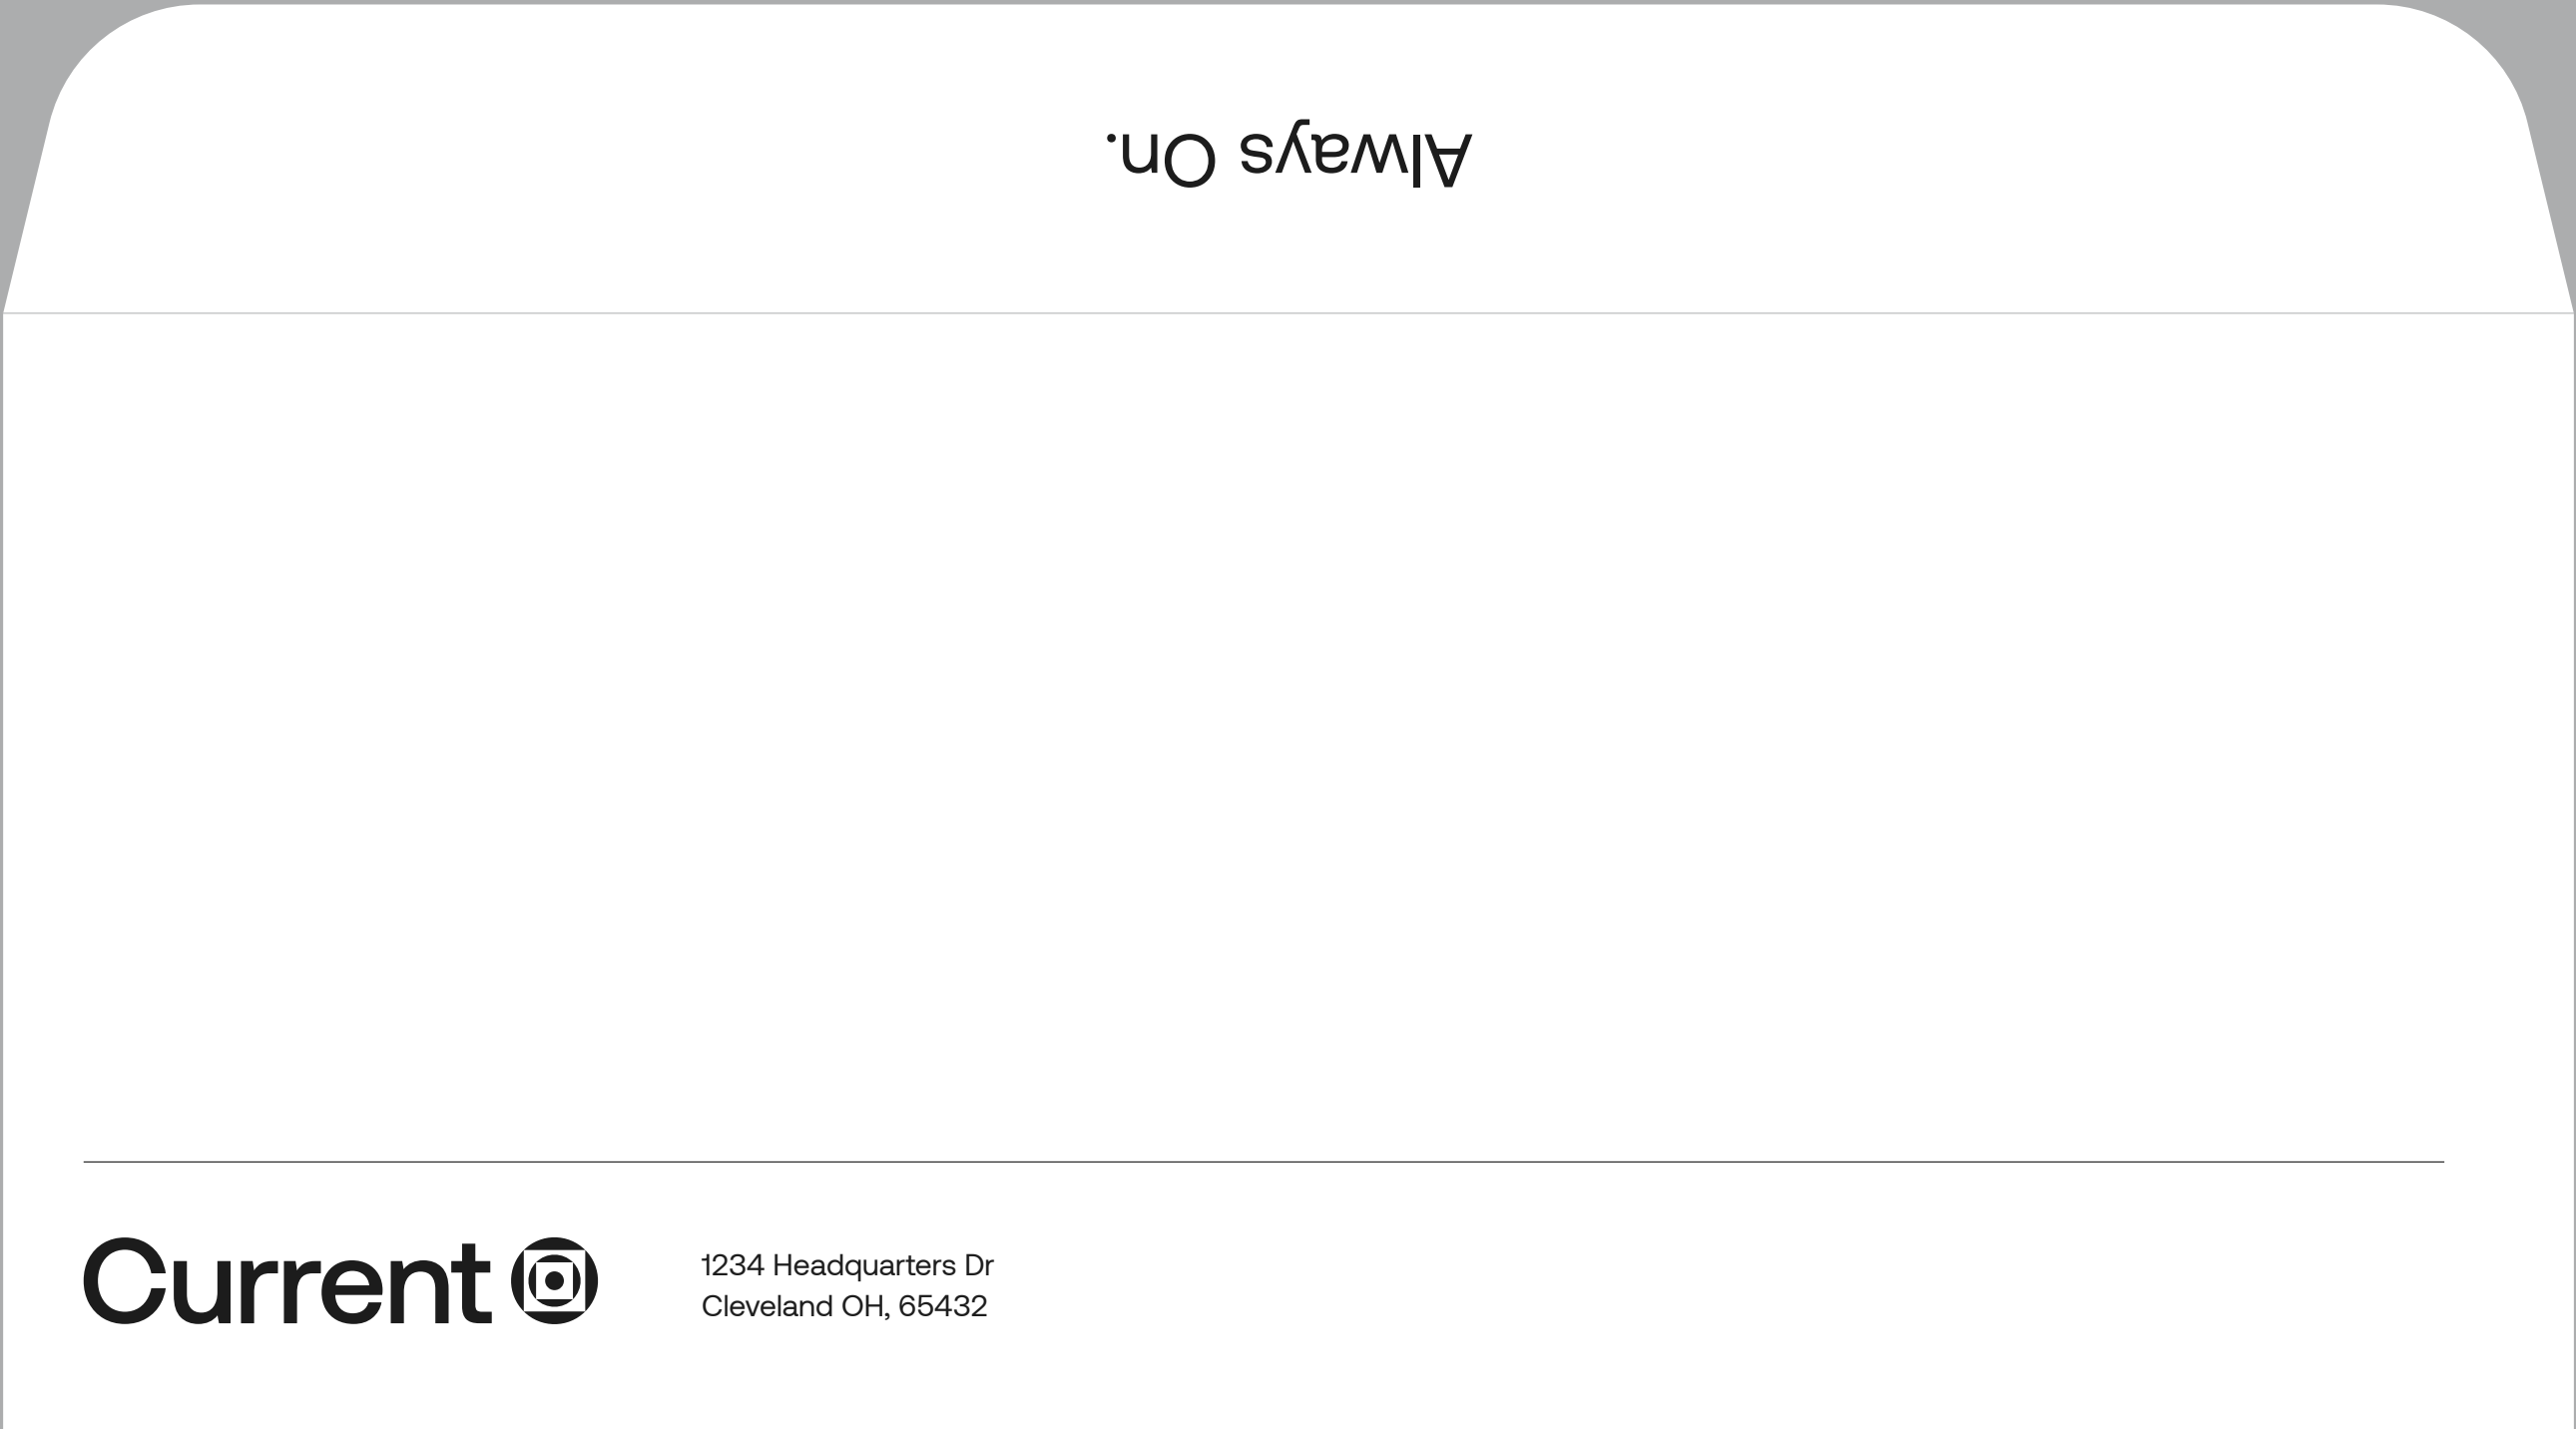 Always On.
Current
1234 Headquarters Dr
Cleveland OH, 65432